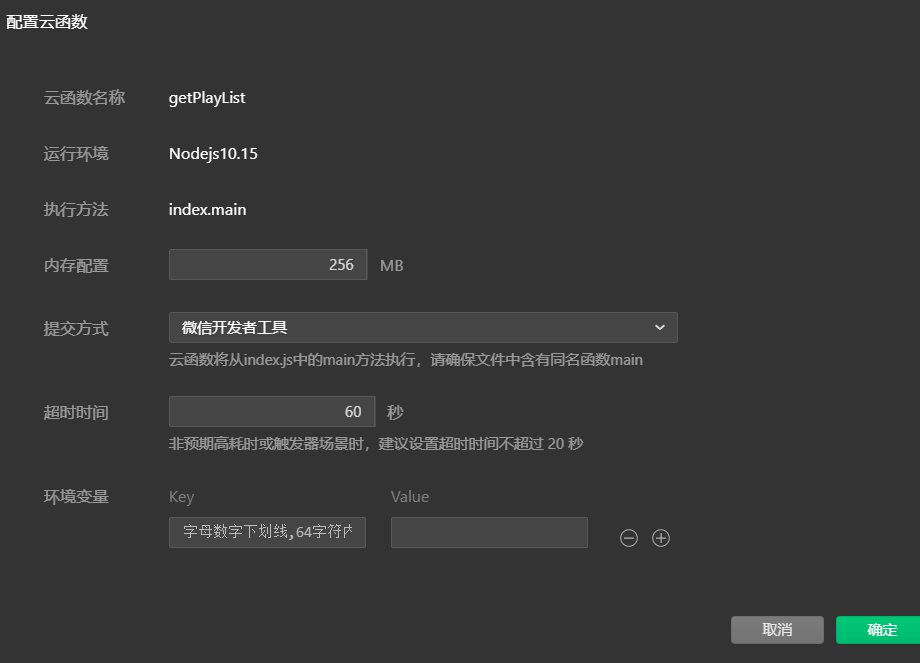 配置云函数
云函数名称 getPlayList
运行环境 Nodejs10.15
执行方法 index.main
内存配置 256 MB
提交方式 微信开发者工具
云函数将从index.js中的main方法执行，请确保文件中含有同名函数main
超时时间 60 秒
非预期高耗时或触发器场景时，建议设置超时时间不超过 20 秒
环境变量 Key Value
字母数字下划线,64字符内
取消 确定